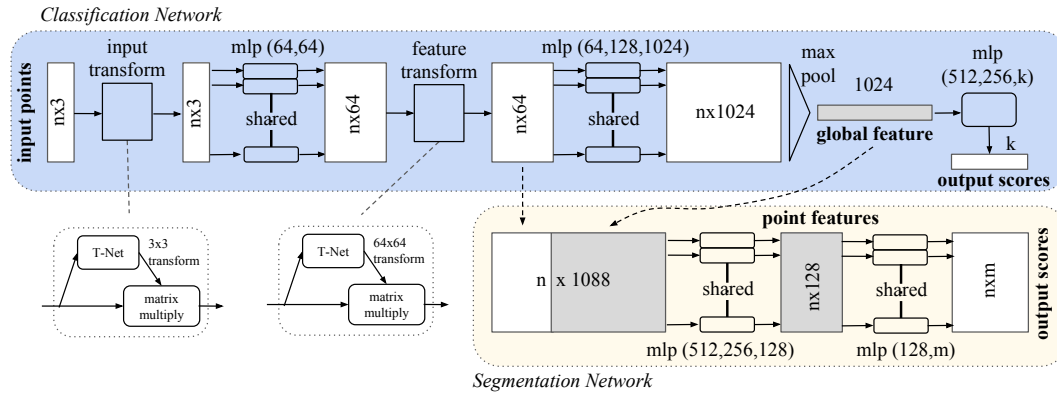 Classification Network
input points
nx3
input
transform
nx3
mlp (64,64)
shared
nx64
feature
transform
nx64
mlp (64,128,1024)
shared
nx1024
max
pool
1024
global feature
mlp
(512,256,k)
k
output scores
T-Net
3x3
transform
matrix
multiply
T-Net
64x64
transform
matrix
multiply
point features
n x 1088
shared
mlp (512,256,128)
nx128
shared
mlp (128,m)
nxm
output scores
Segmentation Network